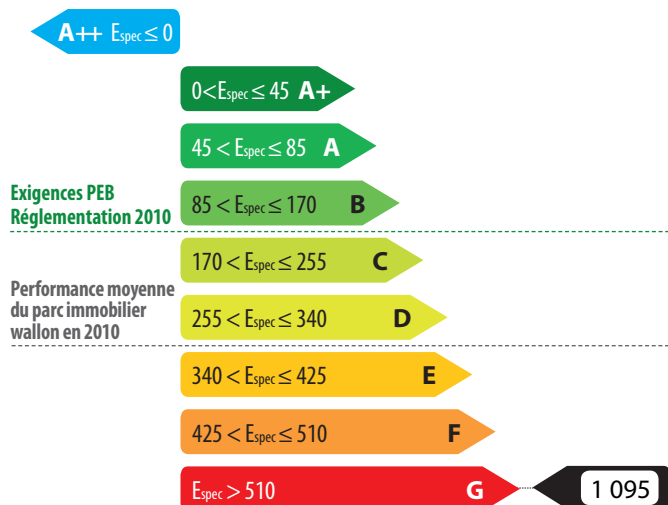 A++ Espec ≤ 0
0<Espec ≤ 45 A+
45 < Espec ≤ 85 A
Exigences PEB
Réglementation 2010
85 < Espec ≤ 170 B
170 < Espec ≤ 255 C
Performance moyenne
du parc immobilier
wallon en 2010
255 < Espec ≤ 340 D
340 < Espec ≤ 425 E
425 < Espec ≤ 510 F
Espec > 510 G
1 095